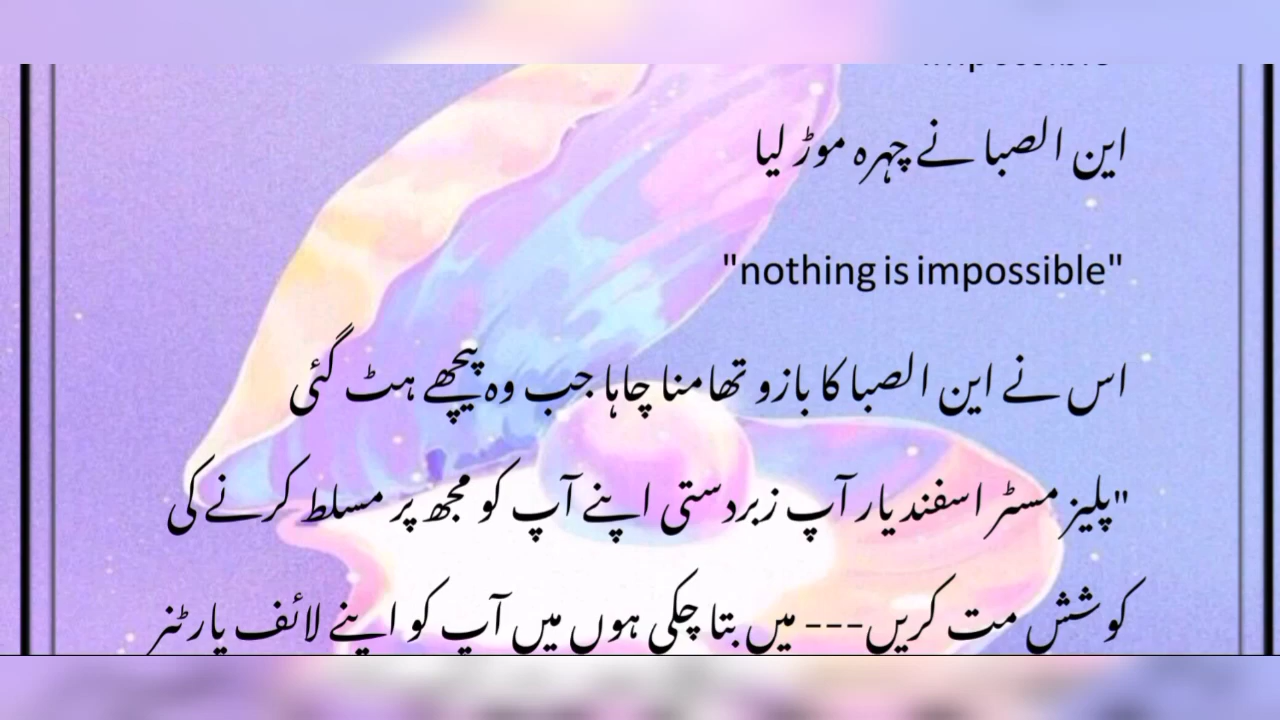 این الصبا نے چہرہ موڑ لیا
"nothing is impossible"
اس نے این الصبا کا بازو تھامنا چاہا جب وہ پیچھے ہٹ گئی
"پلیز مسٹر اسفندیار آپ زبردستی اپنے آپ کو مجھ پر مسلط کرنے کی
کوشش مت کریں--- میں بتا چکی ہوں میں آپ کو اپنے لائف پارٹنر